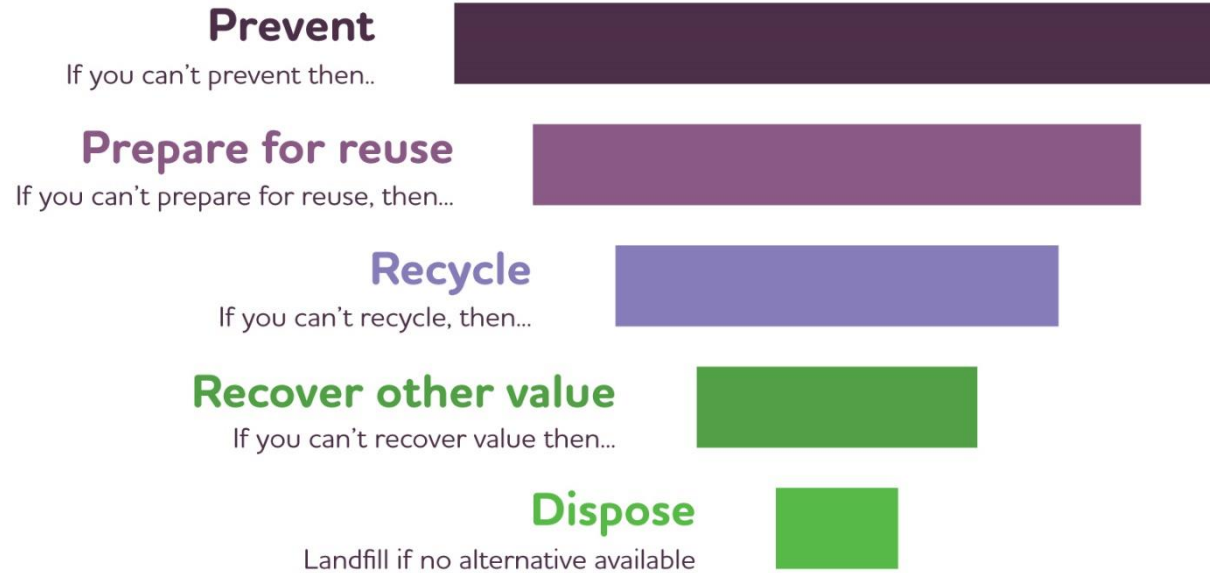 Prevent
If you can't prevent then..
Prepare for reuse
If you can't prepare for reuse, then...
Recycle
If you can't recycle, then...
Recover other value
If you can't recover value then...
Dispose
Landfill if no alternative available